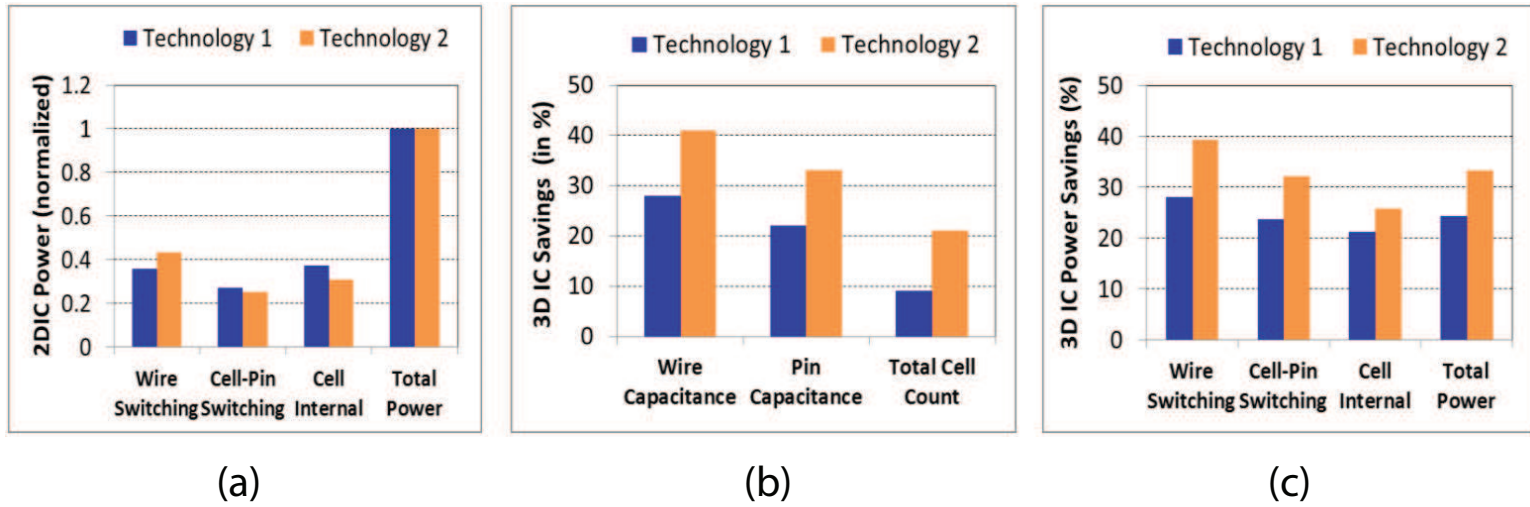 Technology 1 Technology 2
2DIC Power (normalized)
1.2
1
0.8
0.6
0.4
0.2
0
Wire Switching
Cell-Pin Switching
Cell Internal
Total Power
(a)
Technology 1 Technology 2
3D IC Savings (in %)
50
40
30
20
10
0
Wire Capacitance
Pin Capacitance
Total Cell Count
(b)
Technology 1 Technology 2
3D IC Power Savings (%)
50
40
30
20
10
0
Wire Switching
Cell-Pin Switching
Cell Internal
Total Power
(c)